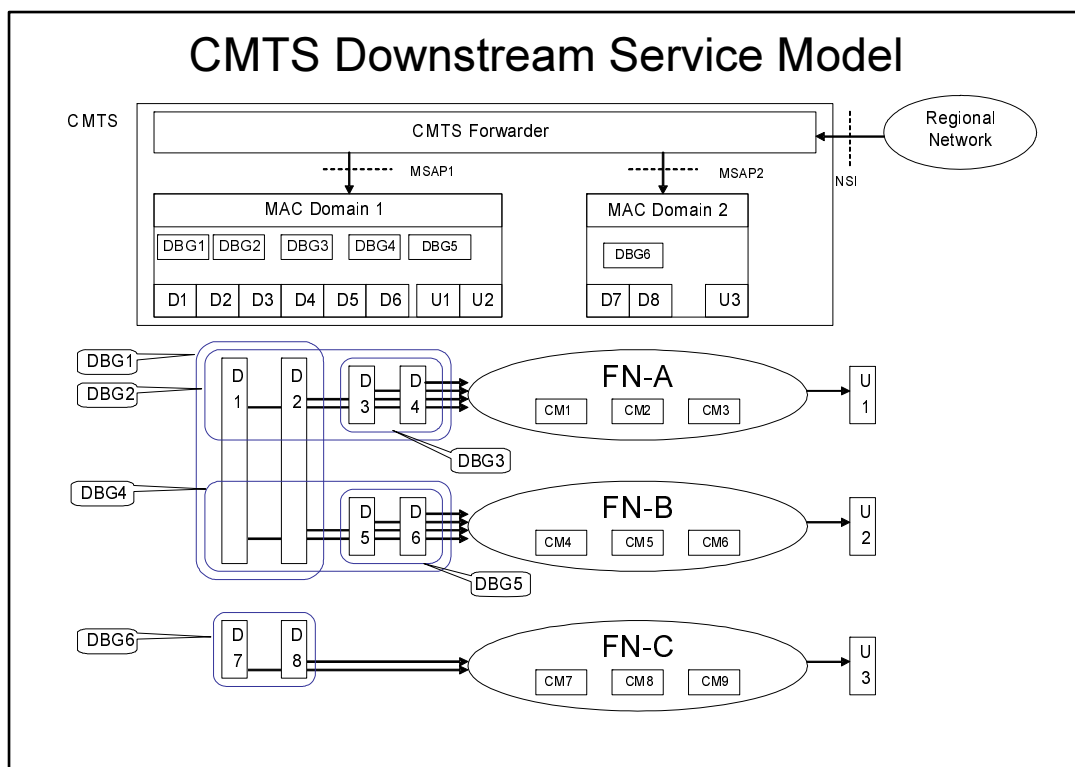 CMTS Downstream Service Model
CMTS
CMTS Forwarder
Regional
Network
MSAP1
MSAP2
NSI
MAC Domain 1
MAC Domain 2
DBG1 DBG2 DBG3 DBG4 DBG5
DBG6
D1 D2 D3 D4 D5 D6 U1 U2
D7 D8 U3
DBG1
DBG2
D
1
D
2
D
3
D
4
FN-A
CM1 CM2 CM3
U
1
DBG3
DBG4
D
5
D
6
FN-B
CM4 CM5 CM6
U
2
DBG5
DBG6
D
7
D
8
FN-C
CM7 CM8 CM9
U
3